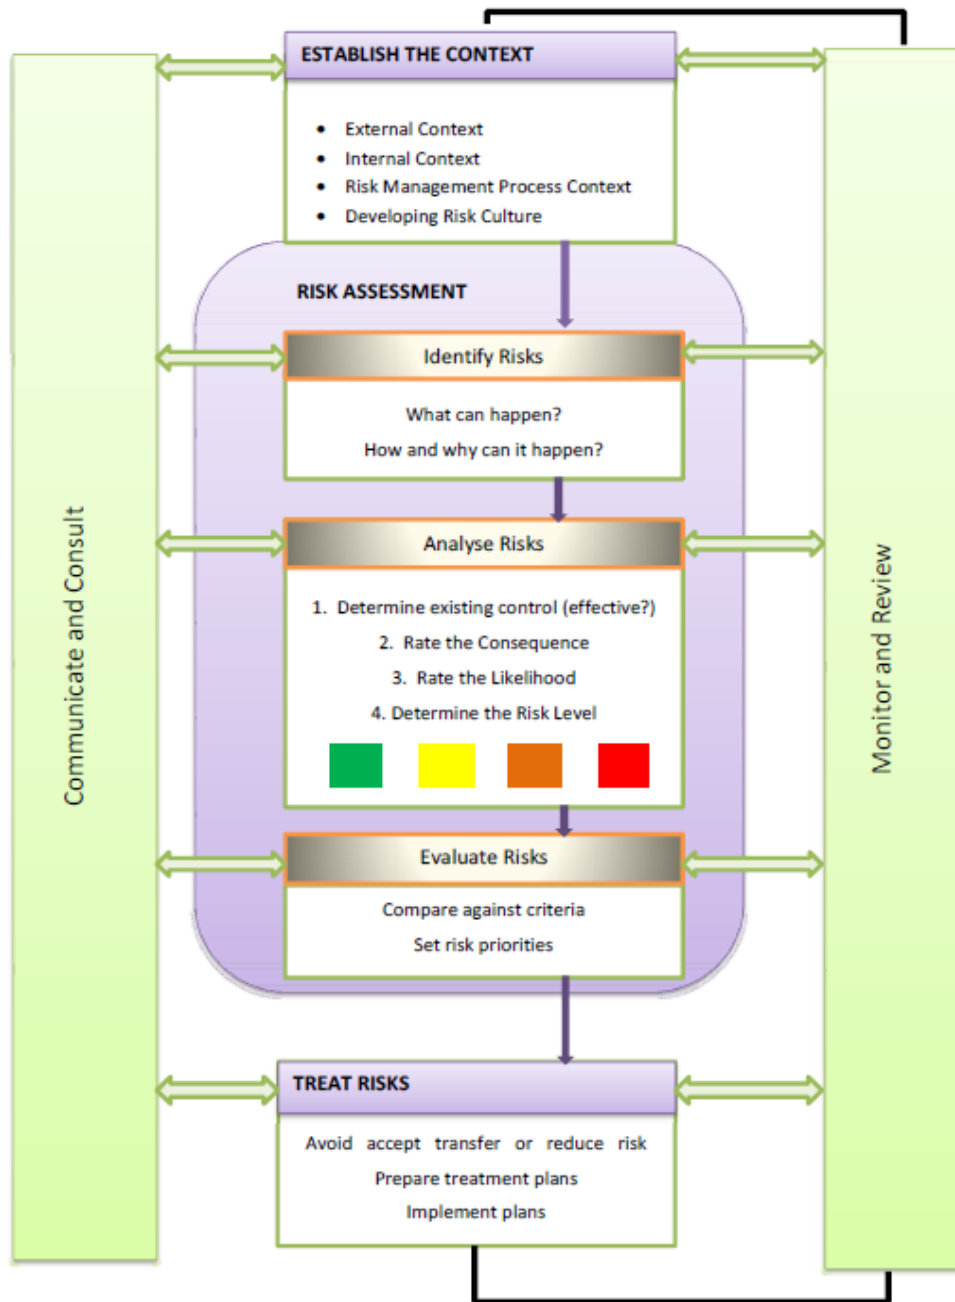 ESTABLISH THE CONTEXT
• External Context
• Internal Context
• Risk Management Process Context
• Developing Risk Culture
RISK ASSESSMENT
Identify Risks
What can happen?
How and why can it happen?
Analyse Risks
1. Determine existing control (effective?)
2. Rate the Consequence
3. Rate the Likelihood
4. Determine the Risk Level
Evaluate Risks
Compare against criteria
Set risk priorities
TREAT RISKS
Avoid accept transfer or reduce risk
Prepare treatment plans
Implement plans
Communicate and Consult
Monitor and Review